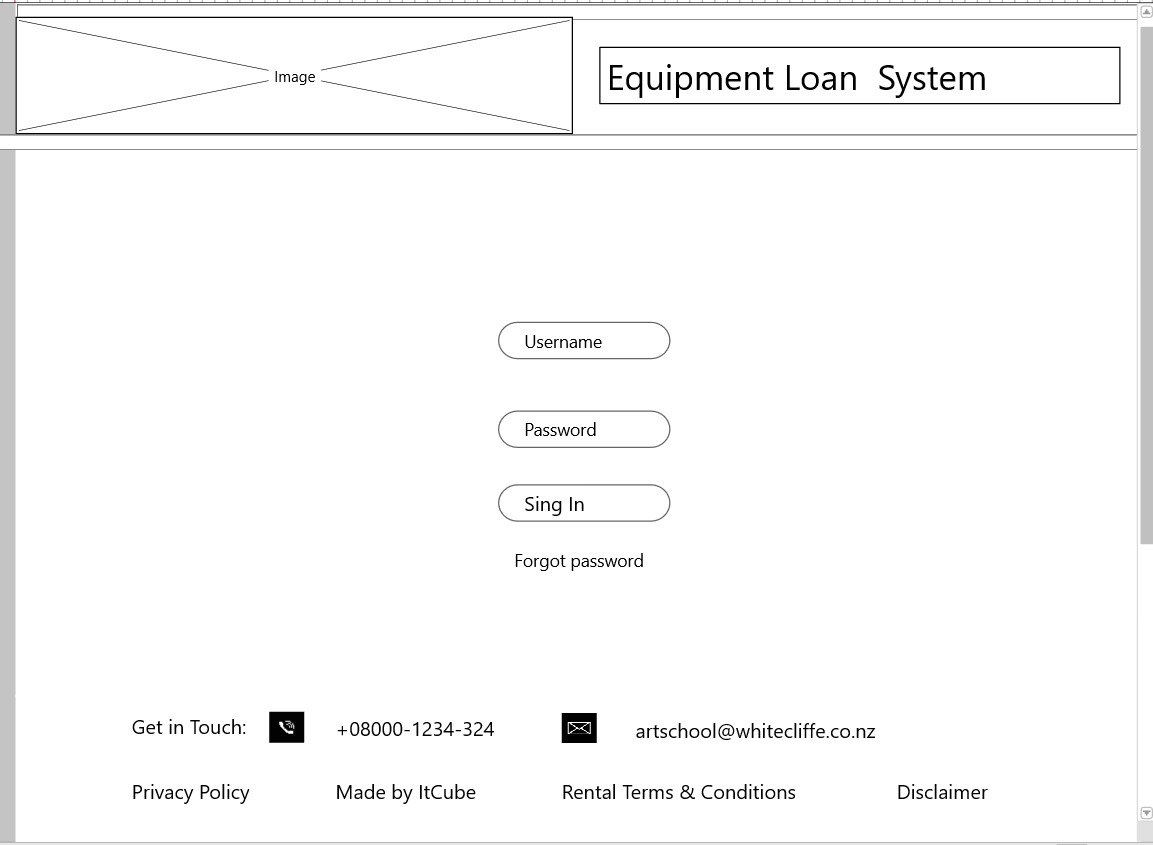 Image
Equipment Loan  System
Username
Password
Sing In
Forgot password
Get in Touch: +08000-1234-324 artschool@whitecliffe.co.nz
Privacy Policy Made by ItCube Rental Terms & Conditions Disclaimer